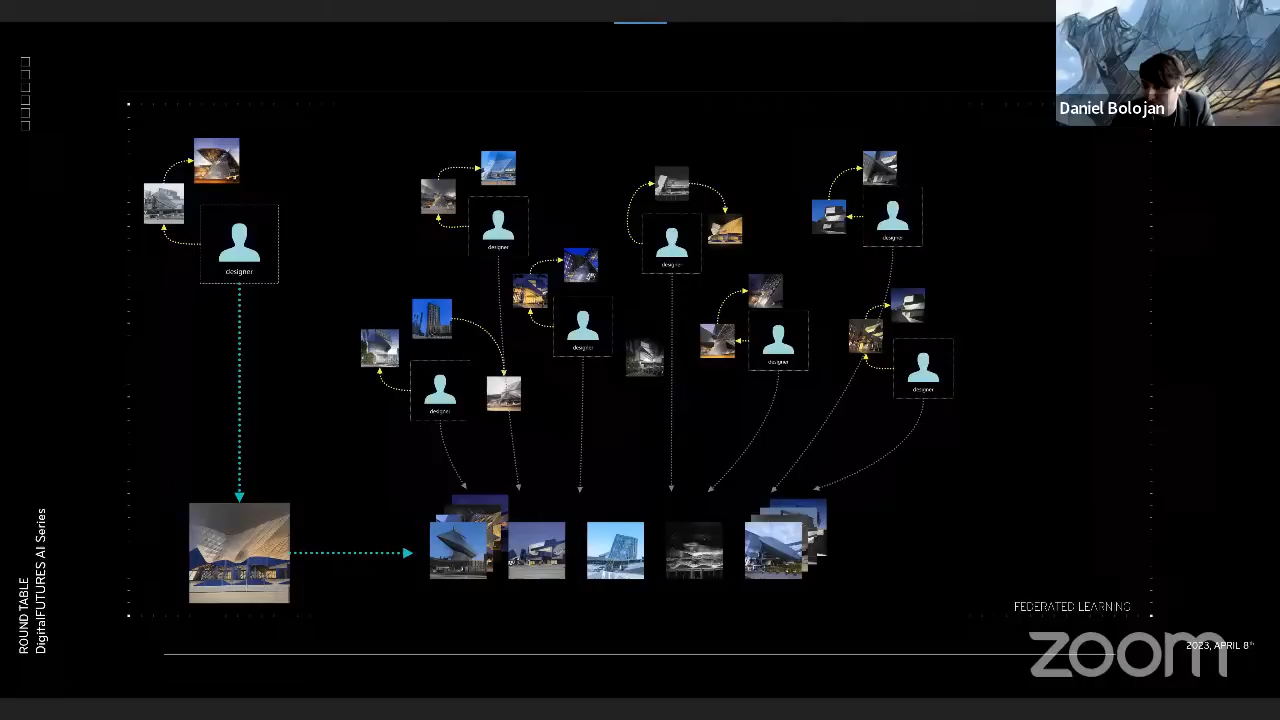 Daniel Bolojan
designer
designer
designer
designer
designer
designer
designer
designer
FEDERATED LEARNING
ROUND TABLE
DigitalFUTURES AI Series
2023, APRIL 8th
zoom